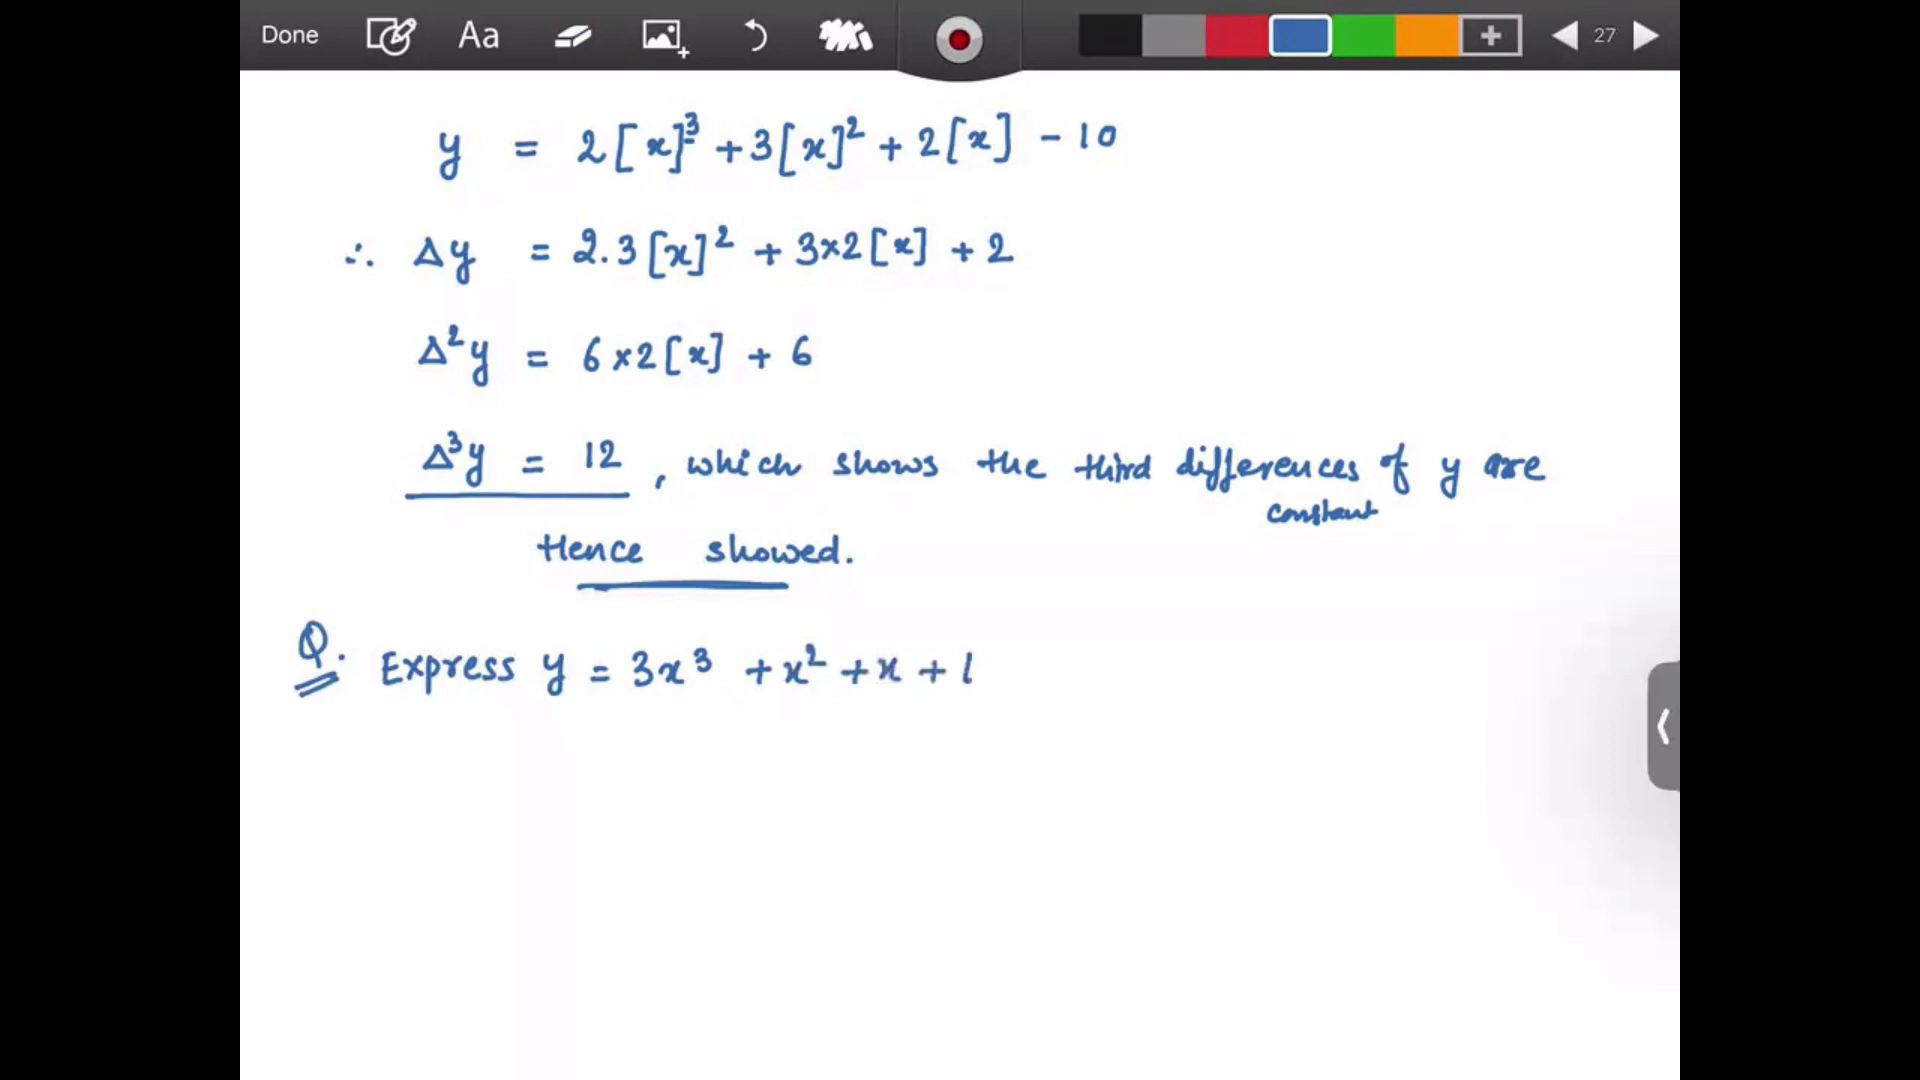 Done Aa 27
y = 2[x]³ + 3[x]² + 2[x] - 10
∴ Δy = 2.3[x]² + 3×2[x] + 2
Δ²y = 6×2[x] + 6
Δ³y = 12 , which shows the third differences of y are
constant
Hence showed.
Q. Express y = 3x³ + x² + x + 1